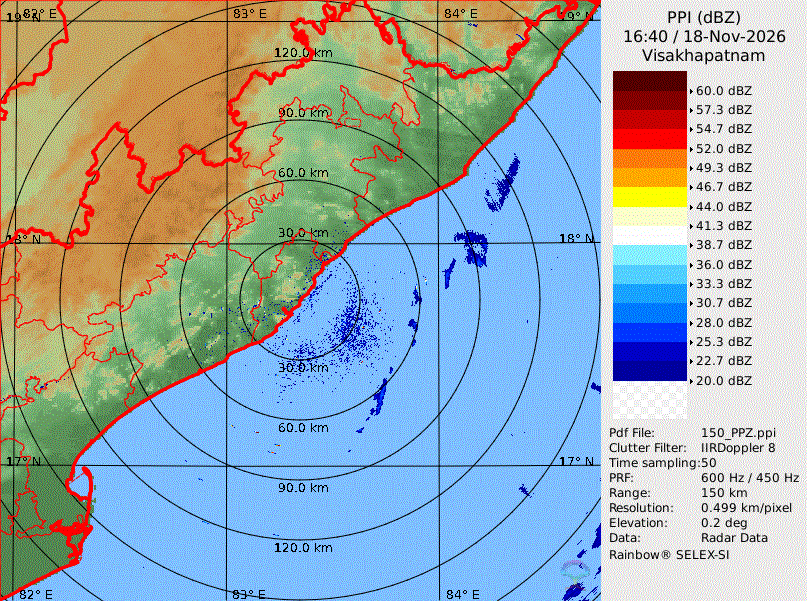 82° E
83° E
84° E
19° N
19° N
120.0 km
90.0 km
60.0 km
30.0 km
18° N
18° N
30.0 km
60.0 km
17° N
17° N
90.0 km
120.0 km
82° E
83° E
84° E
PPI (dBZ)
16:40 / 18-Nov-2026
Visakhapatnam
60.0 dBZ
57.3 dBZ
54.7 dBZ
52.0 dBZ
49.3 dBZ
46.7 dBZ
44.0 dBZ
41.3 dBZ
38.7 dBZ
36.0 dBZ
33.3 dBZ
30.7 dBZ
28.0 dBZ
25.3 dBZ
22.7 dBZ
20.0 dBZ
Pdf File: 150_PPZ.ppi
Clutter Filter: IIRDoppler 8
Time sampling:50
PRF: 600 Hz / 450 Hz
Range: 150 km
Resolution: 0.499 km/pixel
Elevation: 0.2 deg
Data: Radar Data
Rainbow® SELEX-SI